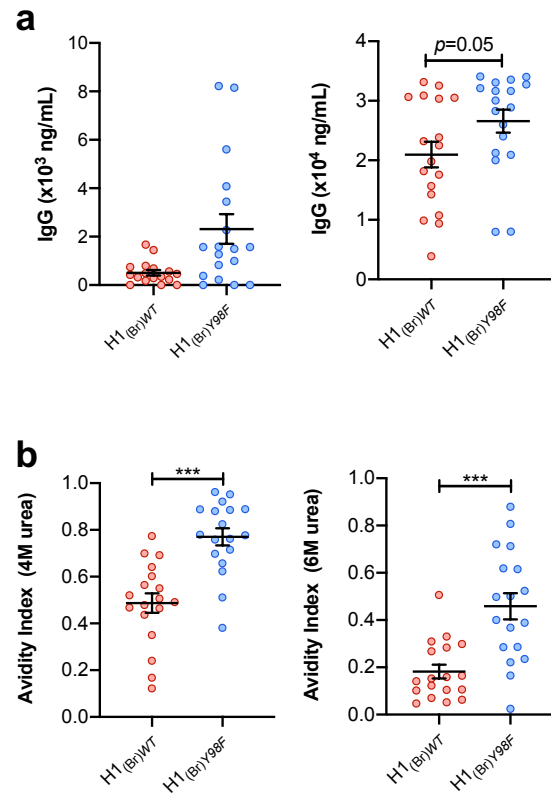 a
IgG (x10³ ng/mL)
10
8
6
4
2
0
H1(Br)WT
H1(Br)Y98F
IgG (x10⁴ ng/mL)
4
3
2
1
0
p=0.05
H1(Br)WT
H1(Br)Y98F
b
Avidity Index (4M urea)
1.0
0.8
0.6
0.4
0.2
0.0
***
H1(Br)WT
H1(Br)Y98F
Avidity Index (6M urea)
1.0
0.8
0.6
0.4
0.2
0.0
***
H1(Br)WT
H1(Br)Y98F